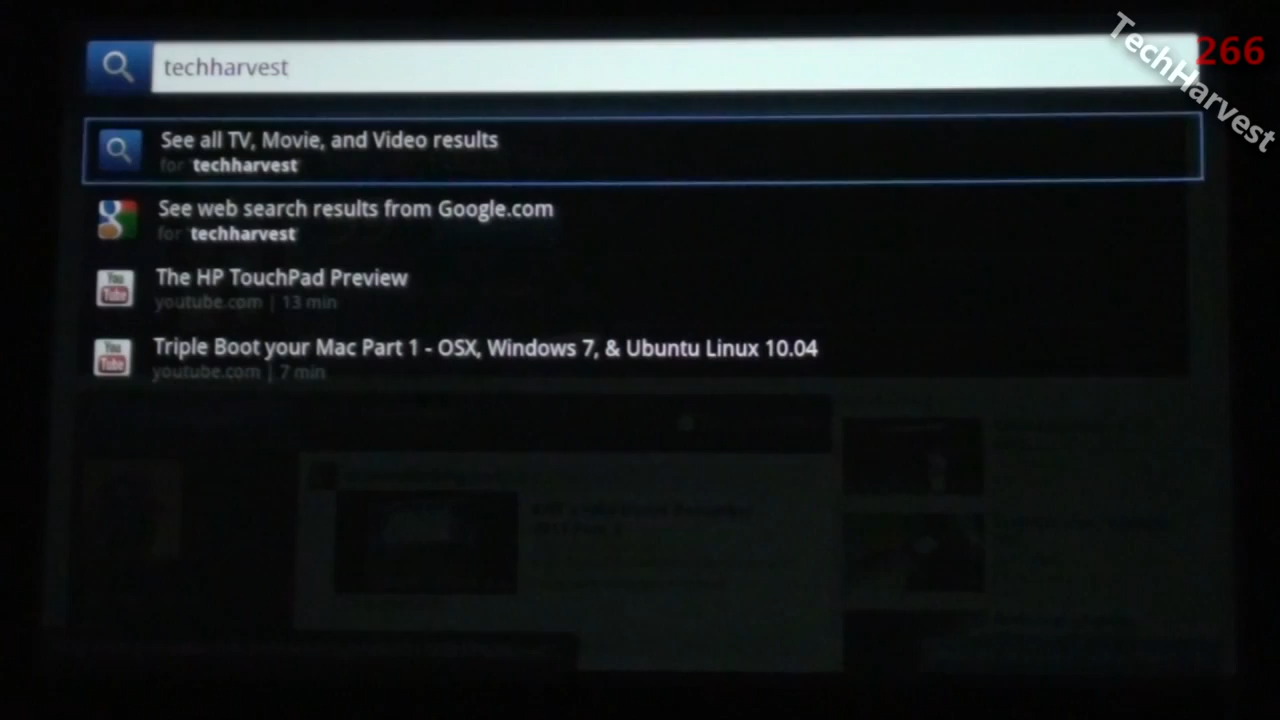 techharvest
TechHarvest
266
See all TV, Movie, and Video results
for 'techharvest'
See web search results from Google.com
for 'techharvest'
You Tube
The HP TouchPad Preview
youtube.com | 13 min
You Tube
Triple Boot your Mac Part 1 - OSX, Windows 7, & Ubuntu Linux 10.04
youtube.com | 7 min